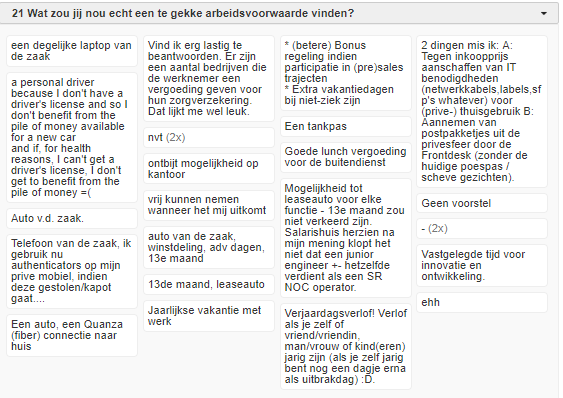 21 Wat zou jij nou echt een te gekke arbeidsvoorwaarde vinden?
een degelijke laptop van
de zaak
a personal driver
because I don't have a
driver's license and so I
don't benefit from the
pile of money available
for a new car
and if, for health
reasons, I can't get a
driver's license, I don't
get to benefit from the
pile of money =(
Auto v.d. zaak.
Telefoon van de zaak, ik
gebruik nu
authenticators op mijn
prive mobiel, indien
deze gestolen/kapot
gaat....
Een auto, een Quanza
(fiber) connectie naar
huis
Vind ik erg lastig te
beantwoorden. Er zijn
een aantal bedrijven die
de werknemer een
vergoeding geven voor
hun zorgverzekering.
Dat lijkt me wel leuk.
nvt (2x)
ontbijt mogelijkheid op
kantoor
vrij kunnen nemen
wanneer het mij uitkomt
auto van de zaak,
winstdeling, adv dagen,
13e maand
13de maand, leaseauto
Jaarlijkse vakantie met
werk
* (betere) Bonus
regeling indien
participatie in (pre)sales
trajecten
* Extra vakantiedagen
bij niet-ziek zijn
Een tankpas
Goede lunch vergoeding
voor de buitendienst
Mogelijkheid tot
leaseauto voor elke
functie - 13e maand zou
niet verkeerd zijn.
Salarishuis herzien na
mijn mening klopt het
niet dat een junior
engineer +- hetzelfde
verdient als een SR
NOC operator.
Verjaardagsverlof! Verlof
als je zelf of
vriend/vriendin,
man/vrouw of kind(eren)
jarig zijn (als je zelf jarig
bent nog een dagje erna
als uitbrakdag) :D.
2 dingen mis ik: A:
Tegen inkoopprijs
aanschaffen van IT
benodigdheden
(netwerkkabels,labels,sf
p's whatever) voor
(prive-) thuisgebruik B:
Aannemen van
postpakketjes uit de
privesfeer door de
Frontdesk (zonder de
huidige poespas /
scheve gezichten).
Geen voorstel
- (2x)
Vastgelegde tijd voor
innovatie en
ontwikkeling.
ehh